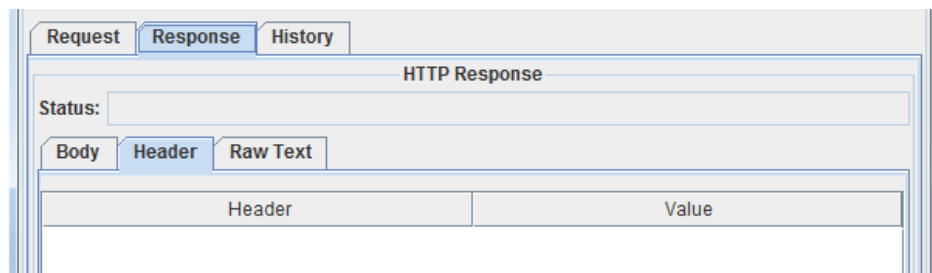 Request Response History
HTTP Response
Status:
Body Header Raw Text
Header Value